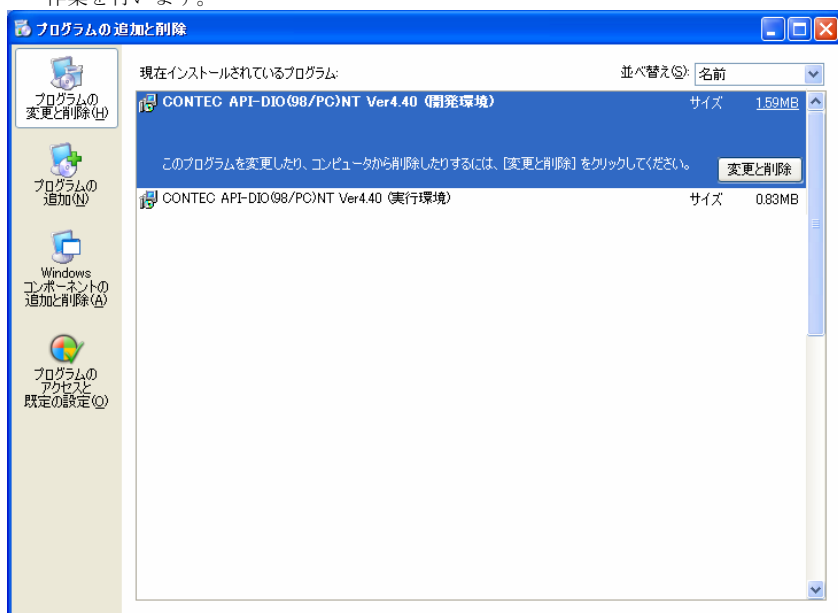 作業を行います。
プログラムの追加と削除
プログラムの
変更と削除(H)
現在インストールされているプログラム:
並べ替え(S): 名前
CONTEC API-DIO(98/PC)NT Ver4.40 (開発環境)
サイズ 1.59MB
このプログラムを変更したり、コンピュータから削除したりするには、[変更と削除] をクリックしてください。
変更と削除
CONTEC API-DIO(98/PC)NT Ver4.40 (実行環境)
サイズ 0.83MB
プログラムの
追加(N)
Windows
コンポーネントの
追加と削除(A)
プログラムの
アクセスと
既定の設定(O)